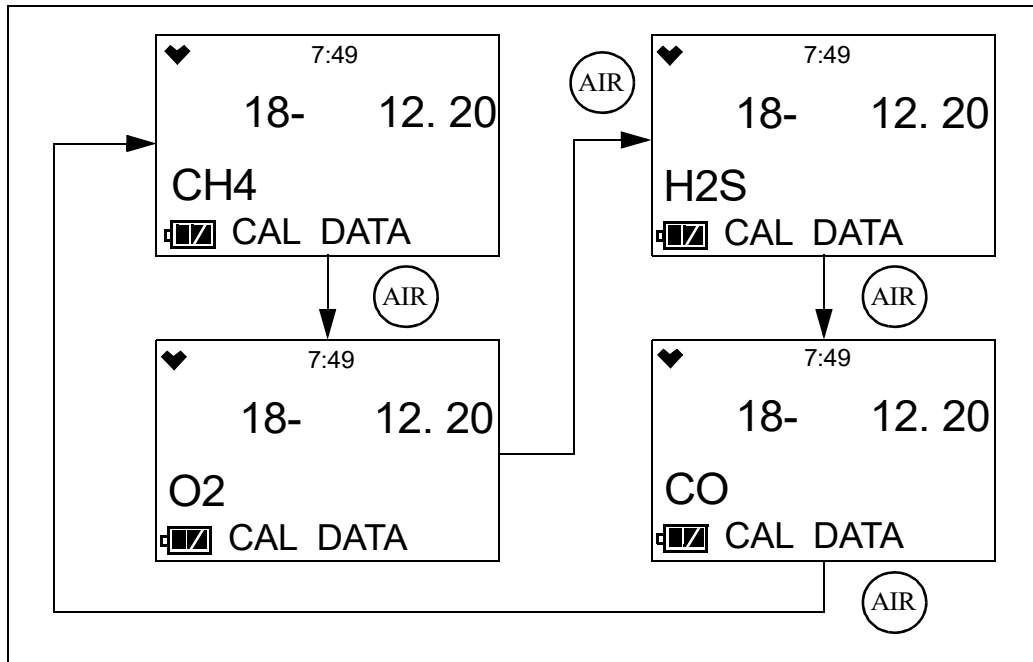 7:49
18- 12. 20
CH4
CAL DATA
AIR
7:49
18- 12. 20
O2
CAL DATA
AIR
7:49
18- 12. 20
H2S
CAL DATA
AIR
7:49
18- 12. 20
CO
CAL DATA
AIR